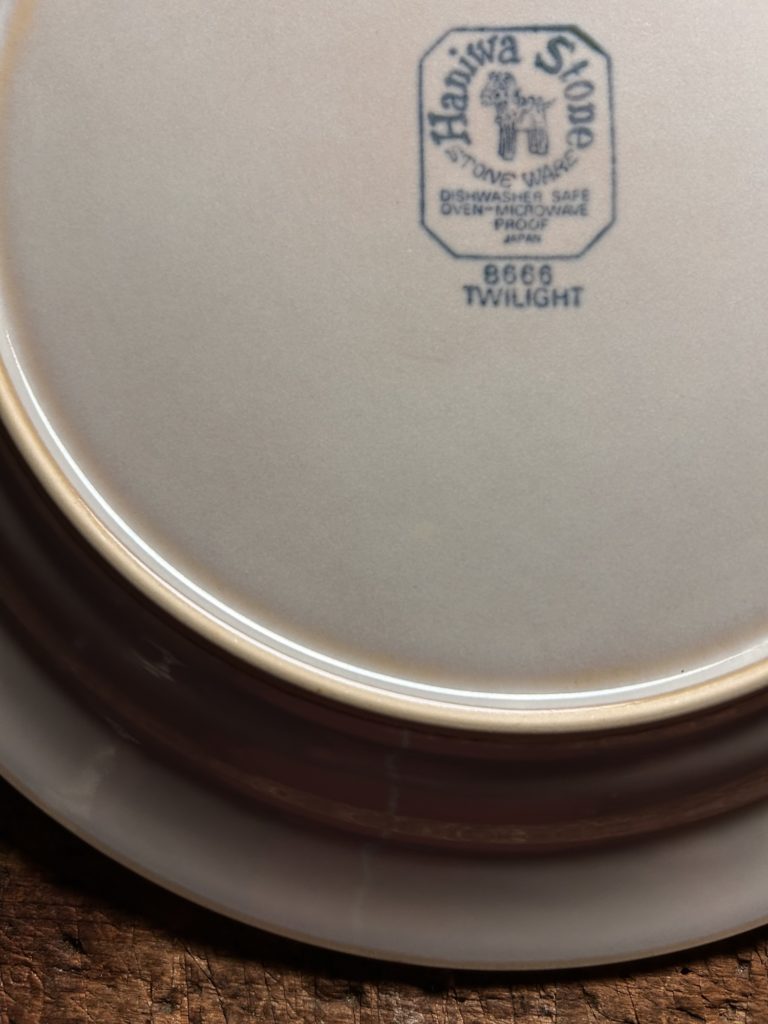 Haniwa Stone
STONE WARE
DISHWASHER SAFE
OVEN-MICROWAVE
PROOF
JAPAN
8666
TWILIGHT